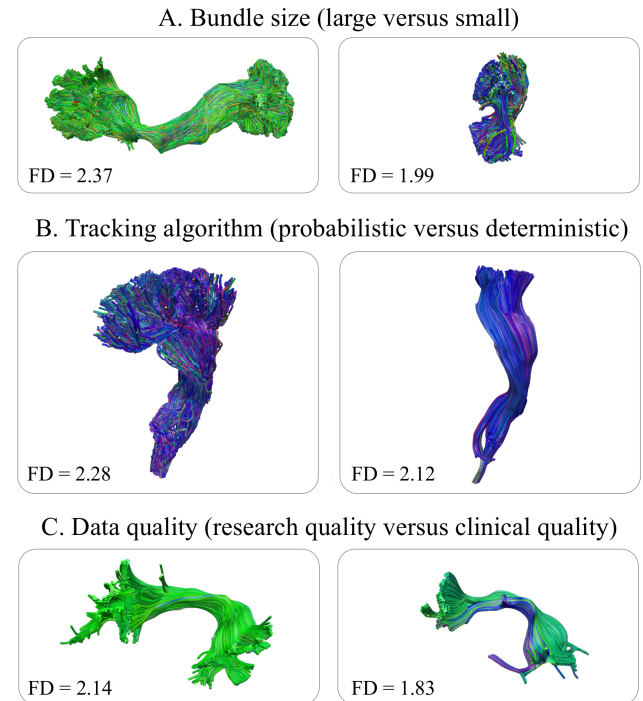 A. Bundle size (large versus small)
FD = 2.37
FD = 1.99
B. Tracking algorithm (probabilistic versus deterministic)
FD = 2.28
FD = 2.12
C. Data quality (research quality versus clinical quality)
FD = 2.14
FD = 1.83